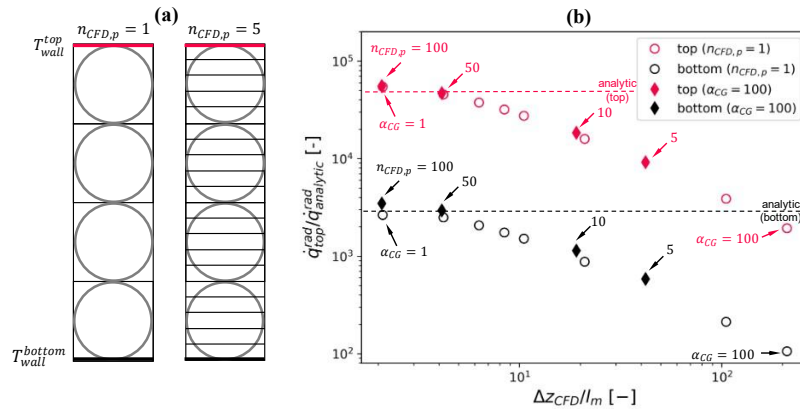 (a)
n_{CFD,p} = 1
n_{CFD,p} = 5
T_{wall}^{top}
T_{wall}^{bottom}
(b)
q̇_{top}^{rad}/q̇_{analytic}^{rad} [-]
10^5
10^4
10^3
10^2
n_{CFD,p} = 100
50
analytic
(top)
α_{CG} = 1
10
5
n_{CFD,p} = 100
50
analytic
(bottom)
α_{CG} = 1
10
5
α_{CG} = 100
α_{CG} = 100
top (n_{CFD,p} = 1)
bottom (n_{CFD,p} = 1)
top (α_{CG} = 100)
bottom (α_{CG} = 100)
10^1
10^2
Δz_{CFD}/l_m [−]